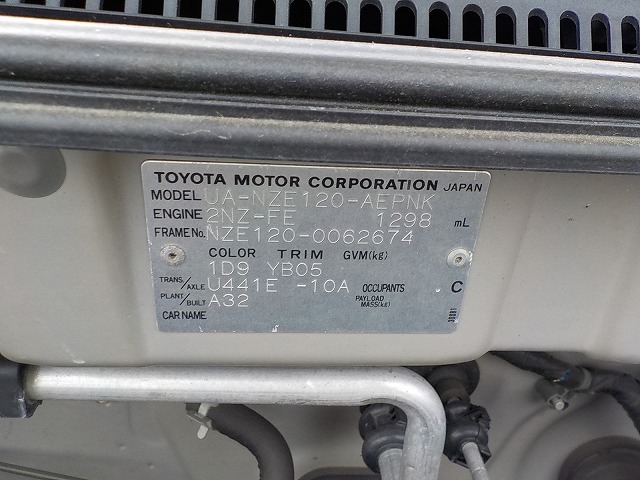 TOYOTA MOTOR CORPORATION JAPAN
MODEL UA-NZE120-AEPNK
ENGINE 2NZ-FE 1298 mL
FRAME No. NZE120-0062674
COLOR TRIM GVM(kg)
1D9 YB05
TRANS/AXLE U441E -10A OCCUPANTS C
PLANT/BUILT A32 PAYLOAD MASS(kg)
CAR NAME